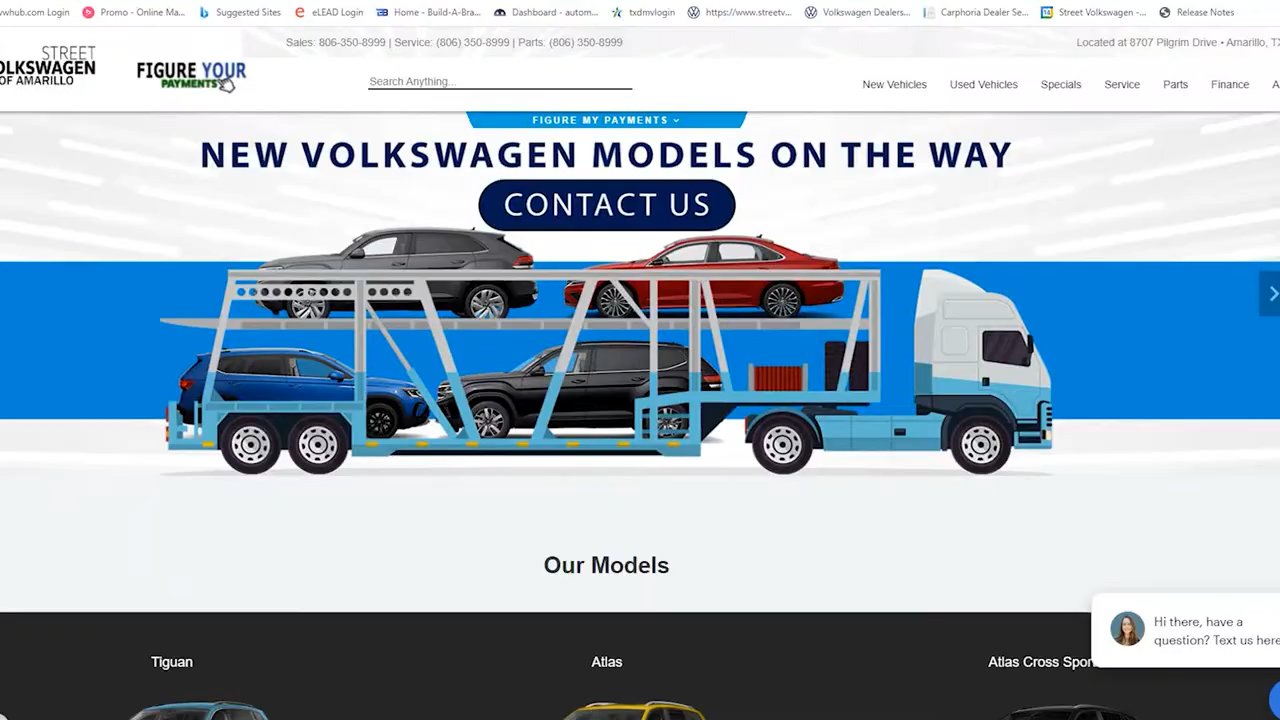 wwhub.com Login Promo - Online Ma... Suggested Sites eLEAD Login Home - Build-A-Bra... Dashboard - autom... txdmvlogin https://www.streetv... Volkswagen Dealers... Carphoria Dealer Se... Street Volkswagen -... Release Notes
Sales: 806-350-8999 | Service: (806) 350-8999 | Parts: (806) 350-8999
Located at 8707 Pilgrim Drive • Amarillo, TX
STREET
OLKSWAGEN
OF AMARILLO
FIGURE YOUR
PAYMENTS
Search Anything...
New Vehicles Used Vehicles Specials Service Parts Finance A
FIGURE MY PAYMENTS
NEW VOLKSWAGEN MODELS ON THE WAY
CONTACT US
Our Models
Hi there, have a
question? Text us here
Tiguan Atlas Atlas Cross Spor